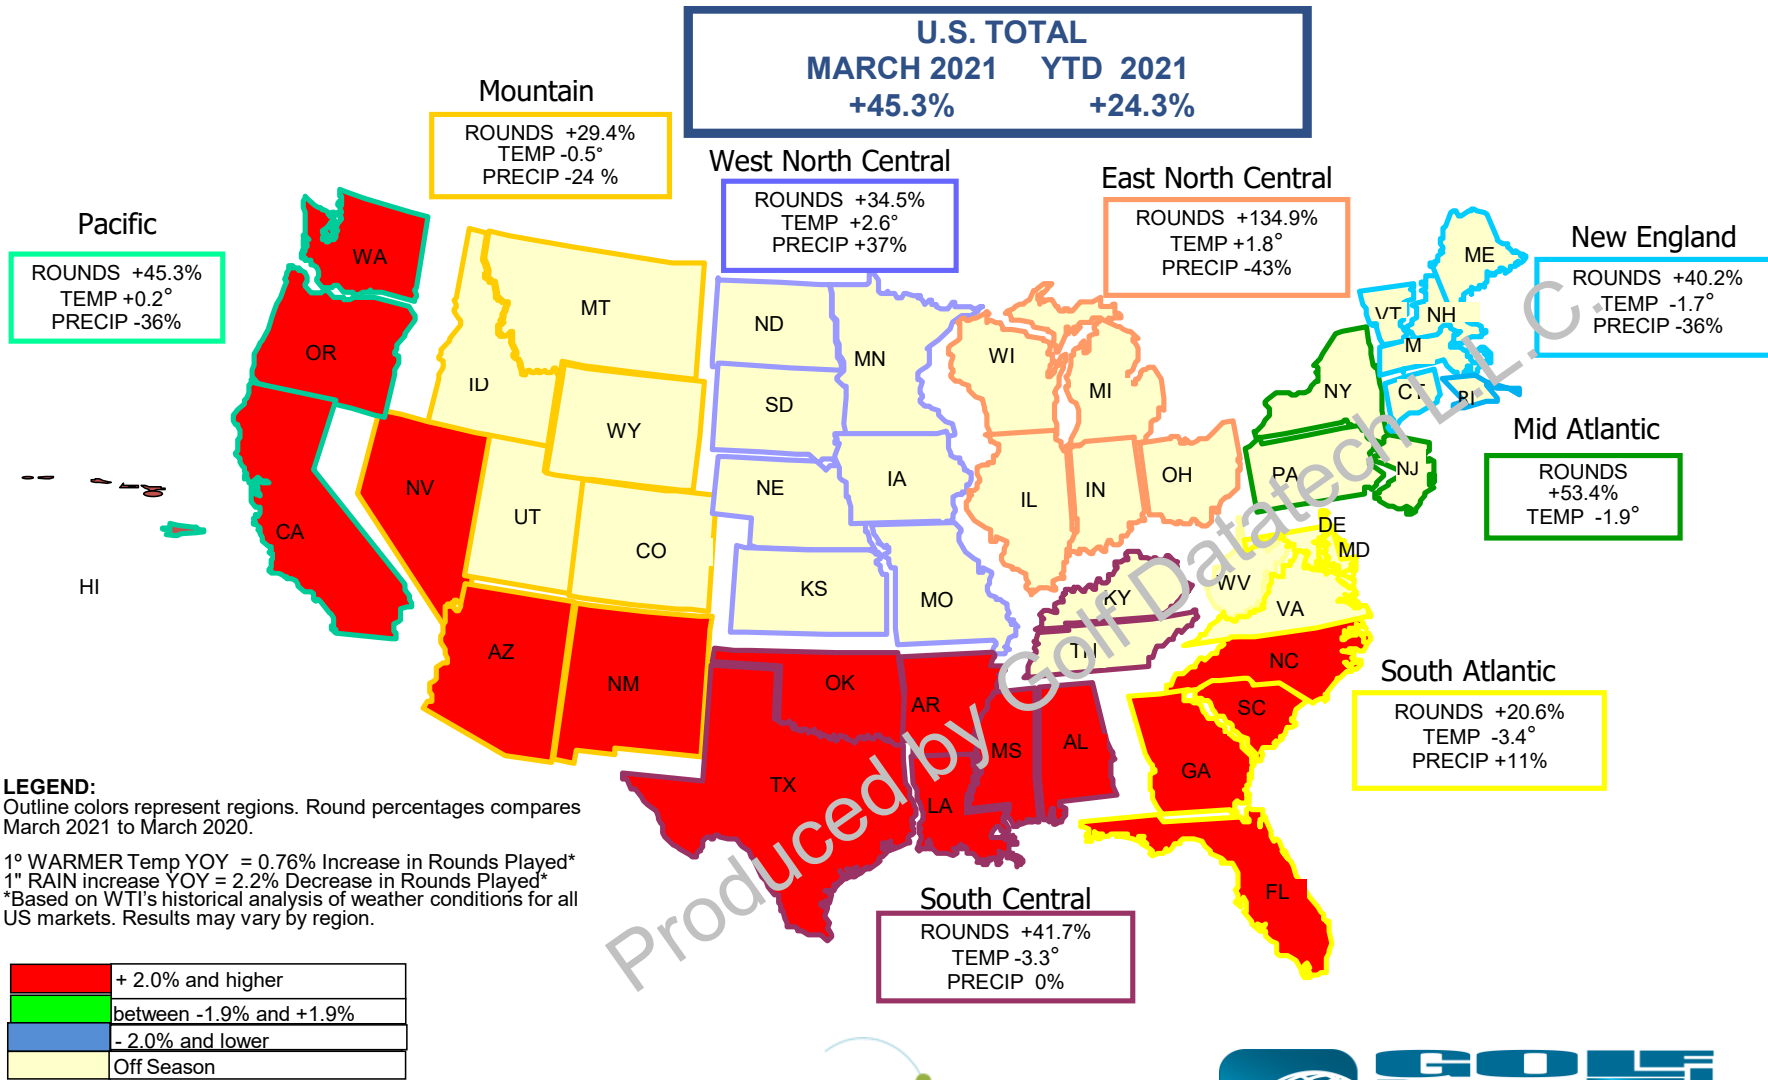 U.S. TOTAL
MARCH 2021 YTD 2021
+45.3% +24.3%
Mountain
ROUNDS +29.4%
TEMP -0.5°
PRECIP -24 %
West North Central
ROUNDS +34.5%
TEMP +2.6°
PRECIP +37%
East North Central
ROUNDS +134.9%
TEMP +1.8°
PRECIP -43%
Pacific
ROUNDS +45.3%
TEMP +0.2°
PRECIP -36%
New England
ROUNDS +40.2%
TEMP -1.7°
PRECIP -36%
Mid Atlantic
ROUNDS
+53.4%
TEMP -1.9°
South Atlantic
ROUNDS +20.6%
TEMP -3.4°
PRECIP +11%
South Central
ROUNDS +41.7%
TEMP -3.3°
PRECIP 0%
WA
OR
CA
HI
NV
ID
MT
WY
UT
CO
AZ
NM
ND
SD
NE
KS
MN
IA
MO
WI
MI
IL
IN
OH
KY
TN
OK
TX
AR
LA
MS
AL
GA
FL
SC
NC
VA
WV
MD
DE
PA
NJ
NY
CT
RI
M
VT
NH
ME
Produced by Golf Datatech L.L.C.
LEGEND:
Outline colors represent regions. Round percentages compares
March 2021 to March 2020.
1º WARMER Temp YOY = 0.76% Increase in Rounds Played*
1" RAIN increase YOY = 2.2% Decrease in Rounds Played*
*Based on WTI's historical analysis of weather conditions for all
US markets. Results may vary by region.
+ 2.0% and higher
between -1.9% and +1.9%
- 2.0% and lower
Off Season
GOLF